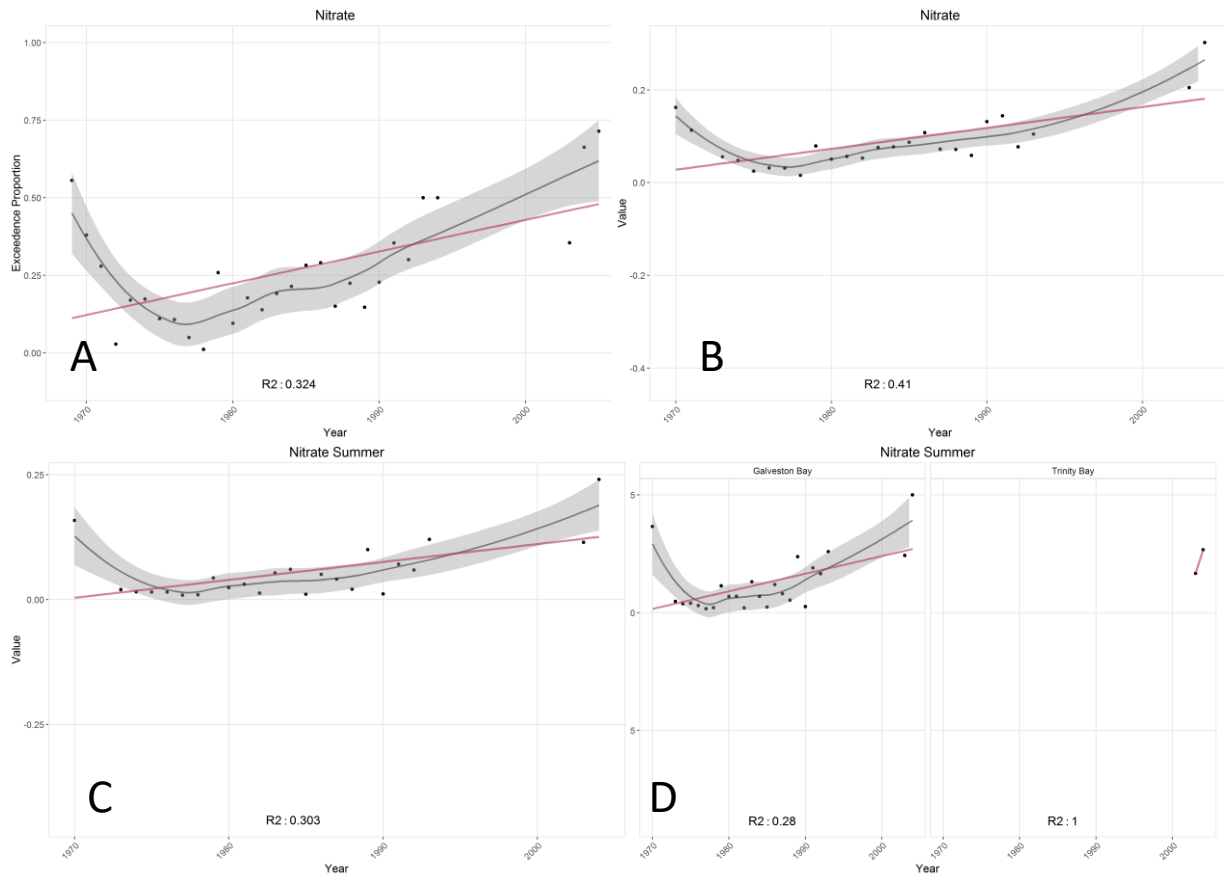 Nitrate
1.00
0.75
0.50
0.25
0.00
Exceedence Proportion
A
R2 : 0.324
1970
1980
1990
2000
Year
Nitrate
0.2
0.0
-0.2
-0.4
Value
B
R2 : 0.41
1970
1980
1990
2000
Year
Nitrate Summer
0.25
0.00
-0.25
Value
C
R2 : 0.303
1970
1980
1990
2000
Year
Nitrate Summer
Galveston Bay
Trinity Bay
5
0
5
D
R2 : 0.28
R2 : 1
1970
1980
1990
2000
1970
1980
1990
2000
Year